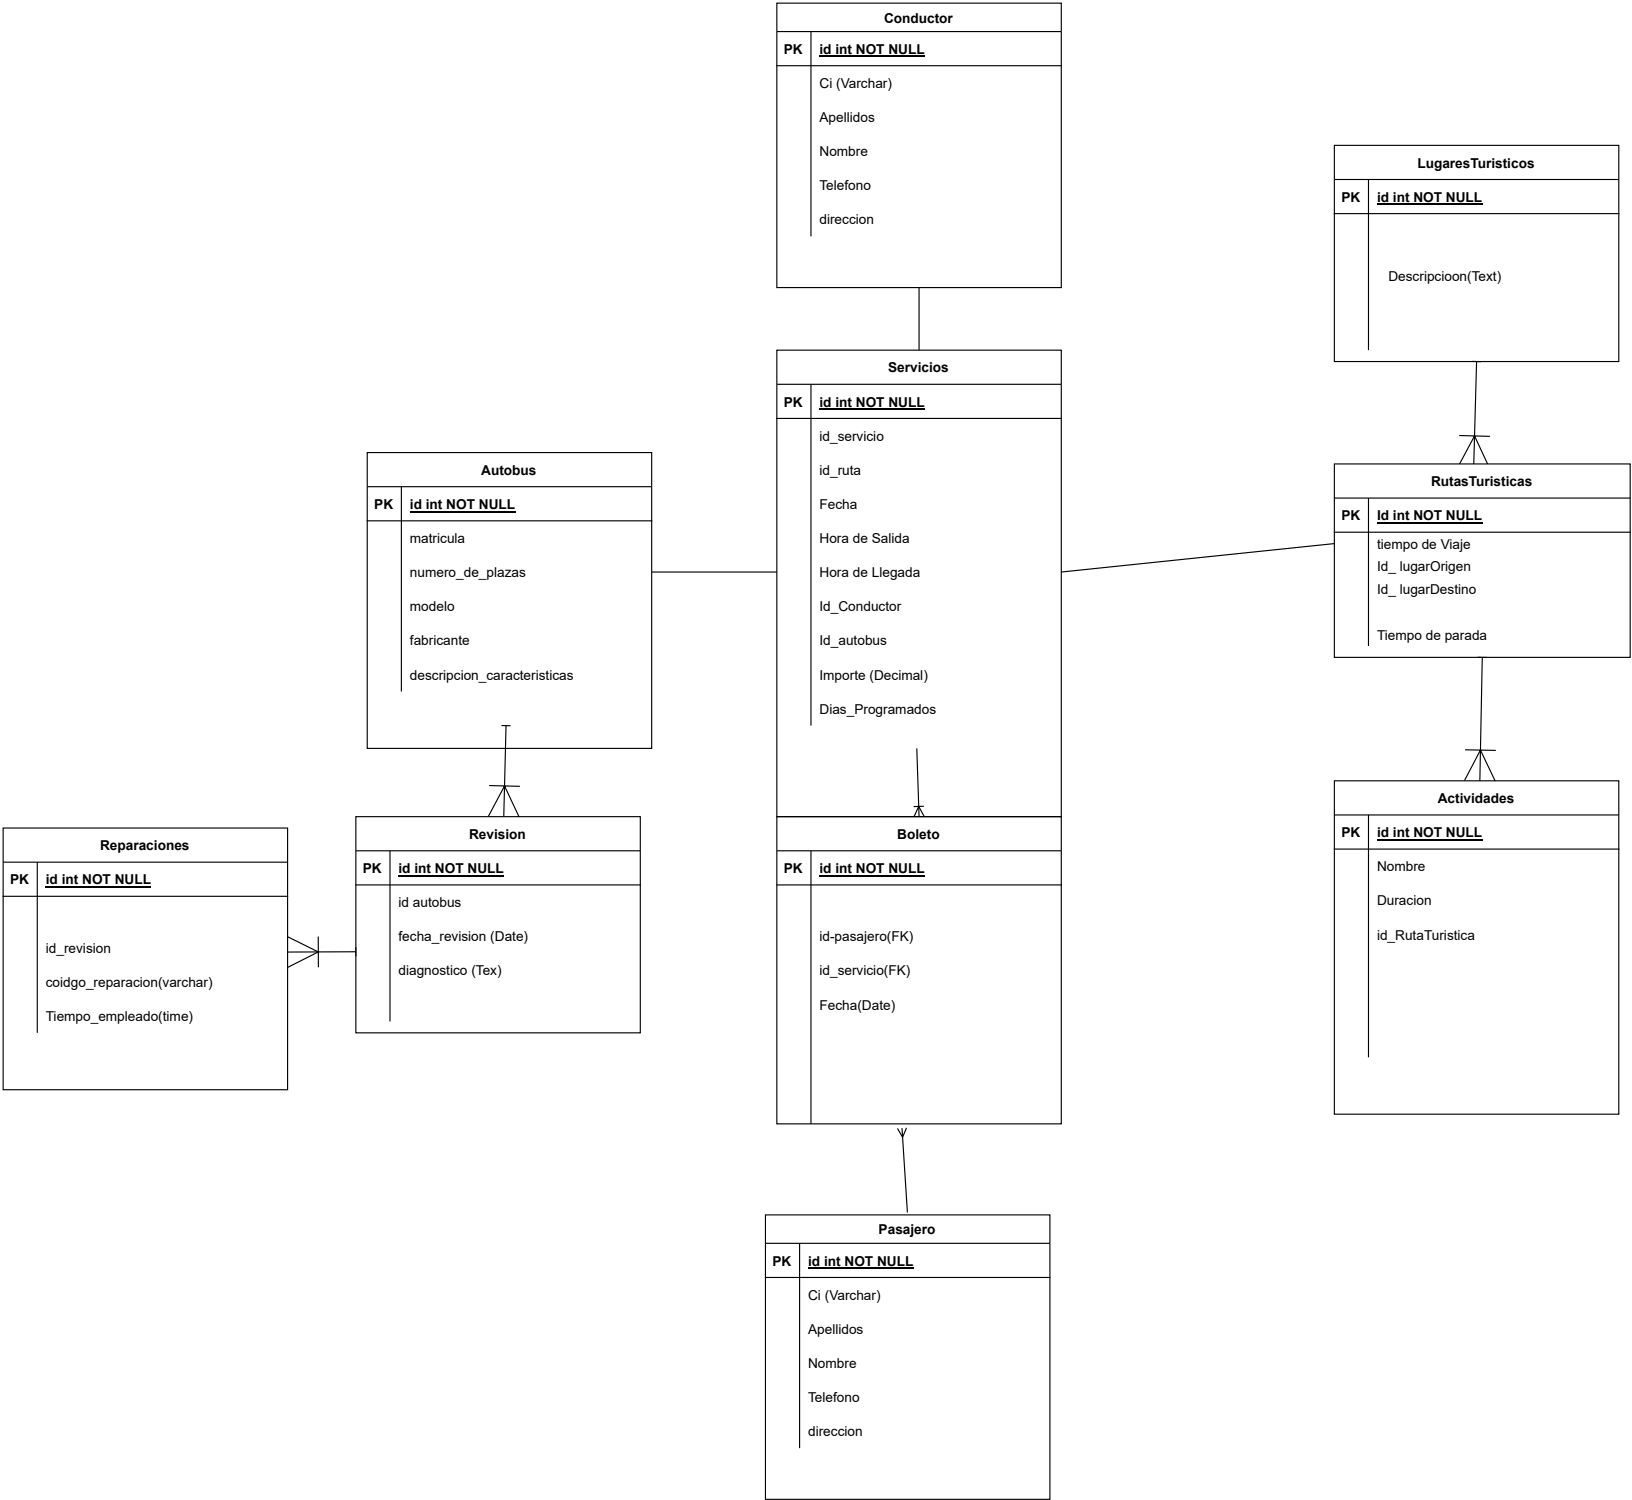 Conductor
PK id int NOT NULL
Ci (Varchar)
Apellidos
Nombre
Telefono
direccion
LugaresTuristicos
PK id int NOT NULL
Descripcioon(Text)
Servicios
PK id int NOT NULL
id_servicio
id_ruta
Fecha
Hora de Salida
Hora de Llegada
Id_Conductor
Id_autobus
Importe (Decimal)
Dias_Programados
Autobus
PK id int NOT NULL
matricula
numero_de_plazas
modelo
fabricante
descripcion_caracteristicas
RutasTuristicas
PK Id int NOT NULL
tiempo de Viaje
Id_ lugarOrigen
Id_ lugarDestino
Tiempo de parada
Actividades
PK id int NOT NULL
Nombre
Duracion
id_RutaTuristica
Reparaciones
PK id int NOT NULL
id_revision
coidgo_reparacion(varchar)
Tiempo_empleado(time)
Revision
PK id int NOT NULL
id autobus
fecha_revision (Date)
diagnostico (Tex)
Boleto
PK id int NOT NULL
id-pasajero(FK)
id_servicio(FK)
Fecha(Date)
Pasajero
PK id int NOT NULL
Ci (Varchar)
Apellidos
Nombre
Telefono
direccion